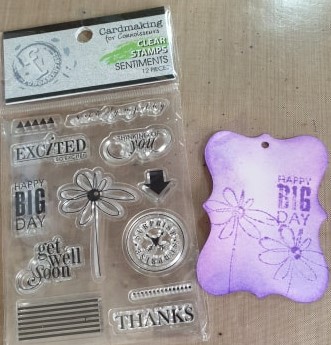 Cardmaking
for Connoisseurs
CLEAR
STAMPS
SENTIMENTS
12 PIECES
EXCITED
THINKING OF
you
HAPPY
BIG
DAY
get
well
soon
THANKS
HAPPY
BIG
DAY